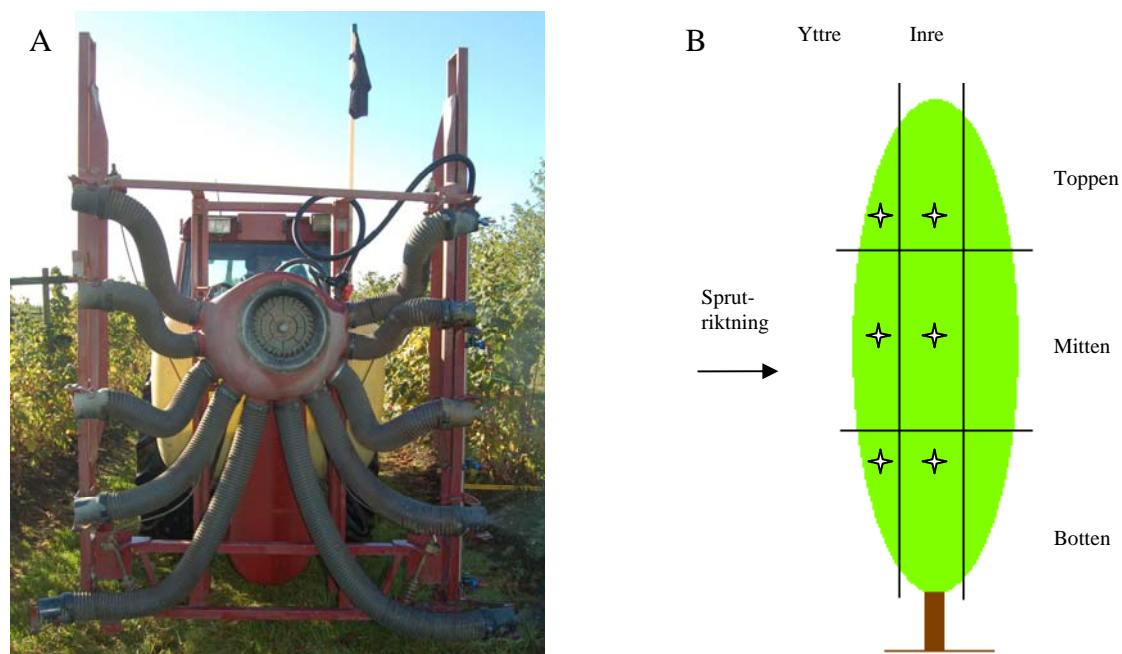 A
B
Yttre
Inre
Toppen
Sprut-
riktning
Mitten
Botten